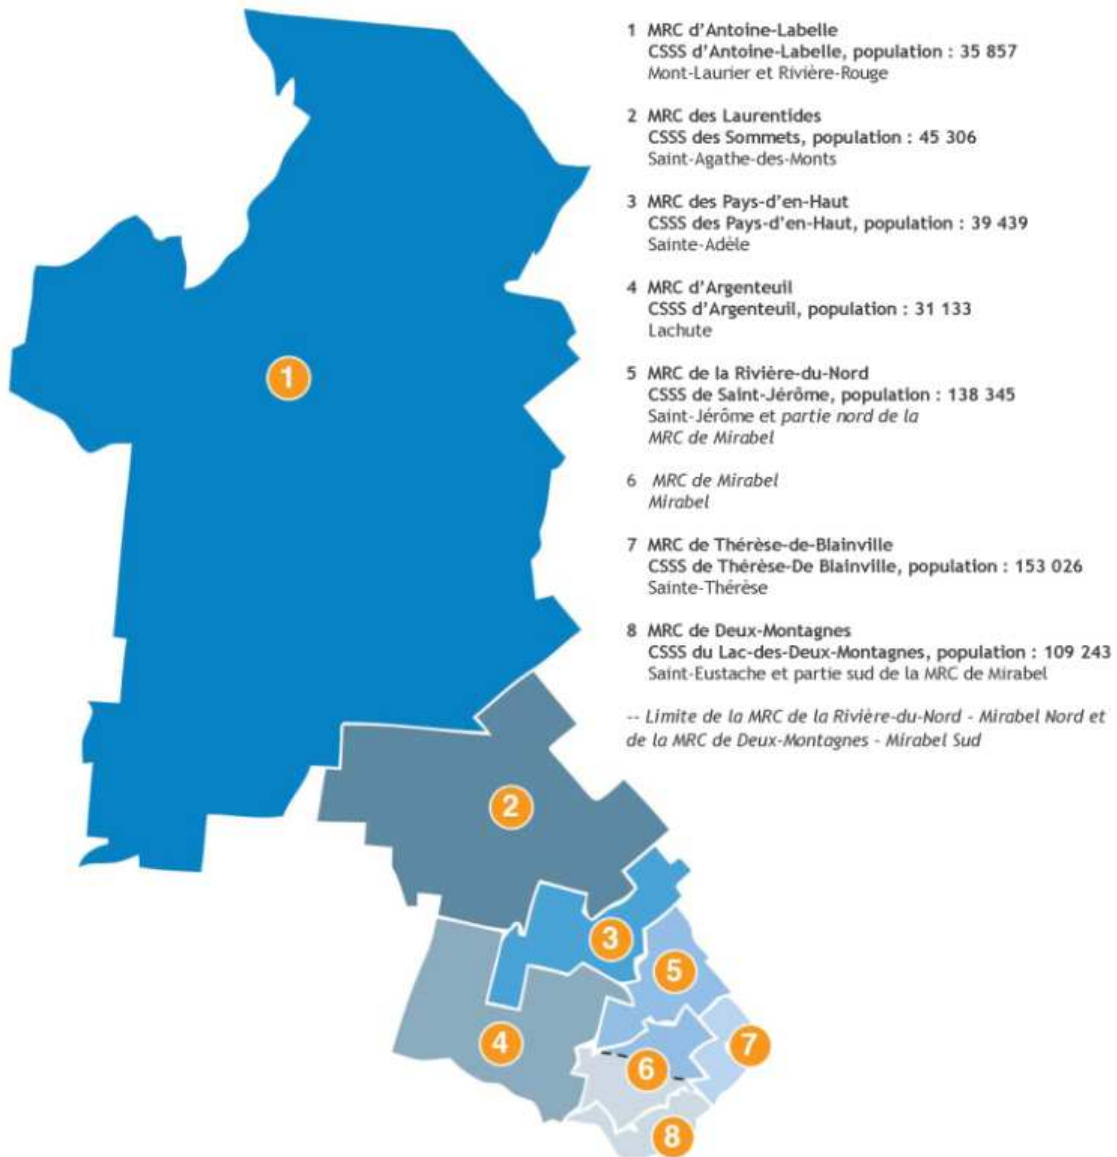 1 MRC d'Antoine-Labelle
CSSS d'Antoine-Labelle, population : 35 857
Mont-Laurier et Rivière-Rouge
2 MRC des Laurentides
CSSS des Sommets, population : 45 306
Saint-Agathe-des-Monts
3 MRC des Pays-d'en-Haut
CSSS des Pays-d'en-Haut, population : 39 439
Sainte-Adèle
4 MRC d'Argenteuil
CSSS d'Argenteuil, population : 31 133
Lachute
5 MRC de la Rivière-du-Nord
CSSS de Saint-Jérôme, population : 138 345
Saint-Jérôme et partie nord de la
MRC de Mirabel
6 MRC de Mirabel
Mirabel
7 MRC de Thérèse-de-Blainville
CSSS de Thérèse-De Blainville, population : 153 026
Sainte-Thérèse
8 MRC de Deux-Montagnes
CSSS du Lac-des-Deux-Montagnes, population : 109 243
Saint-Eustache et partie sud de la MRC de Mirabel
-- Limite de la MRC de la Rivière-du-Nord - Mirabel Nord et
de la MRC de Deux-Montagnes - Mirabel Sud
1
2
3
5
4
7
6
8